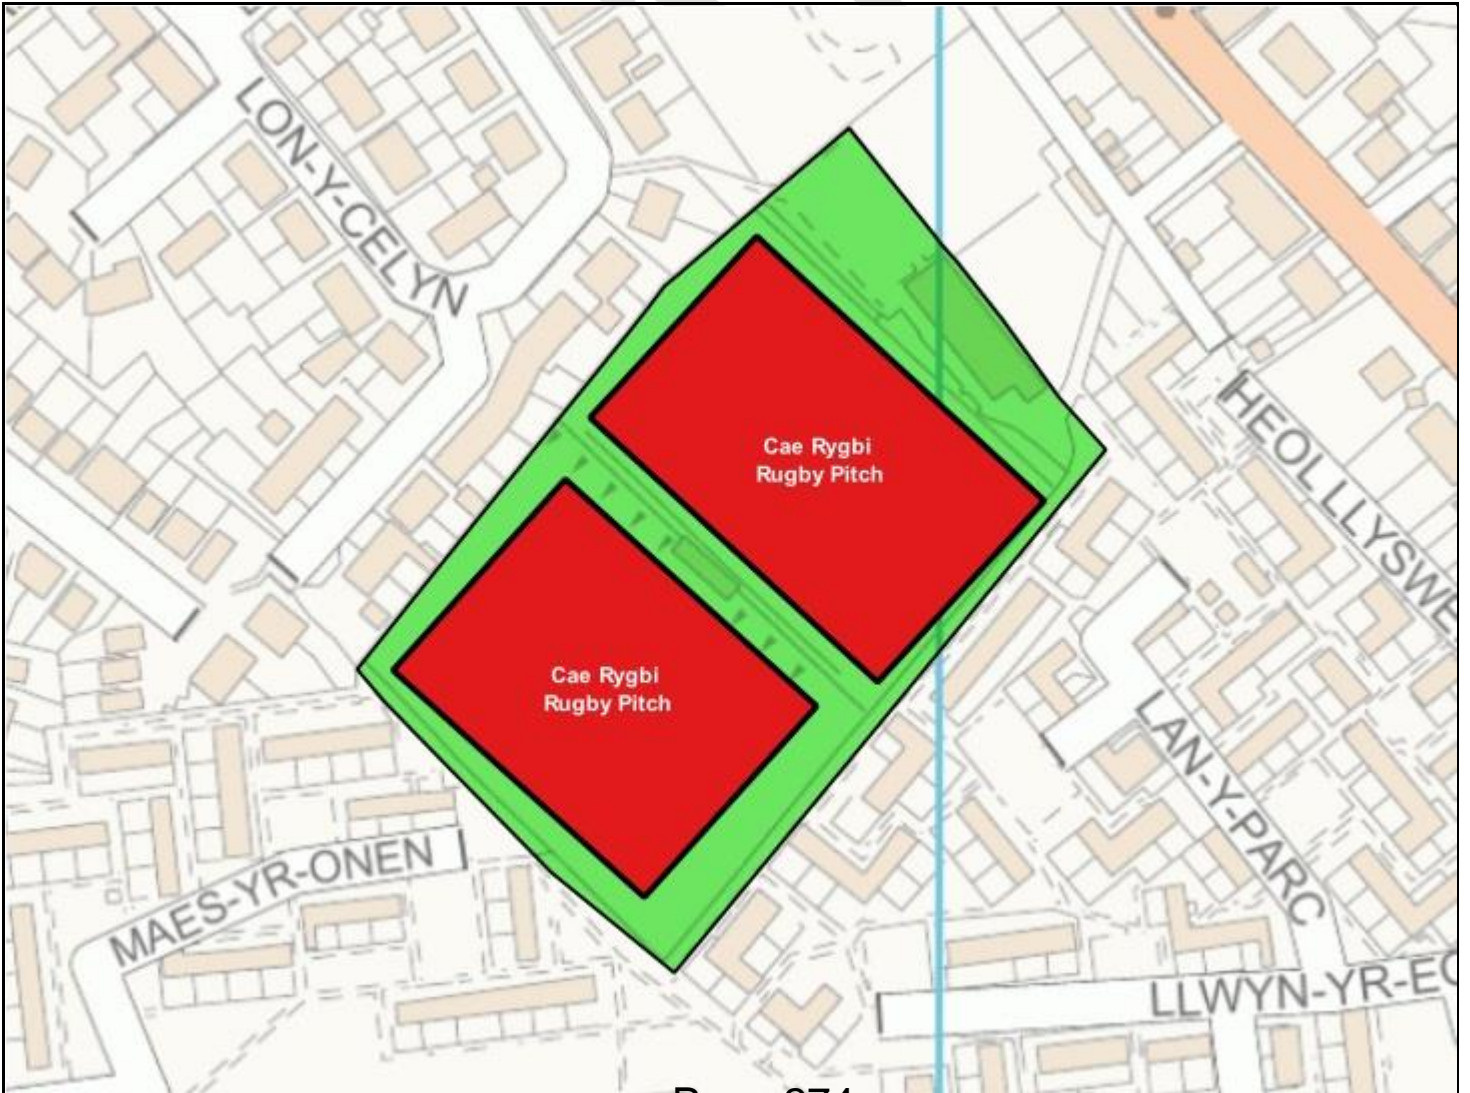 LON-Y-CELYN
Cae Rygbi
Rugby Pitch
HEOL LLYSWE
Cae Rygbi
Rugby Pitch
LAN-Y-PARC
MAES-YR-ONEN
LLWYN-YR-EO